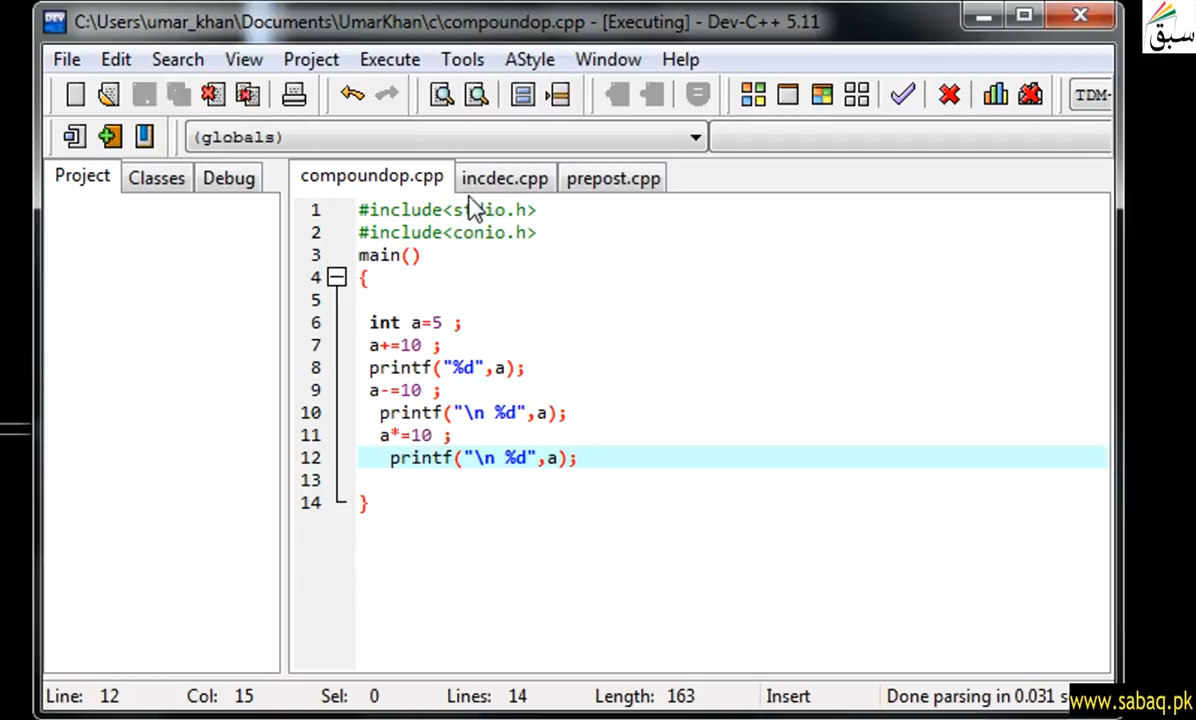 C:\Users\umar_khan\Documents\UmarKhan\c\compoundop.cpp - [Executing] - Dev-C++ 5.11
سبق
File Edit Search View Project Execute Tools AStyle Window Help
TDM-
(globals)
Project Classes Debug compoundop.cpp incdec.cpp prepost.cpp
1 #include<stdio.h>
2 #include<conio.h>
3 main()
4 {
5
6 int a=5 ;
7 a+=10 ;
8 printf("%d",a);
9 a-=10 ;
10 printf("\n %d",a);
11 a*=10 ;
12 printf("\n %d",a);
13
14 }
Line: 12 Col: 15 Sel: 0 Lines: 14 Length: 163 Insert Done parsing in 0.031 s
www.sabaq.pk